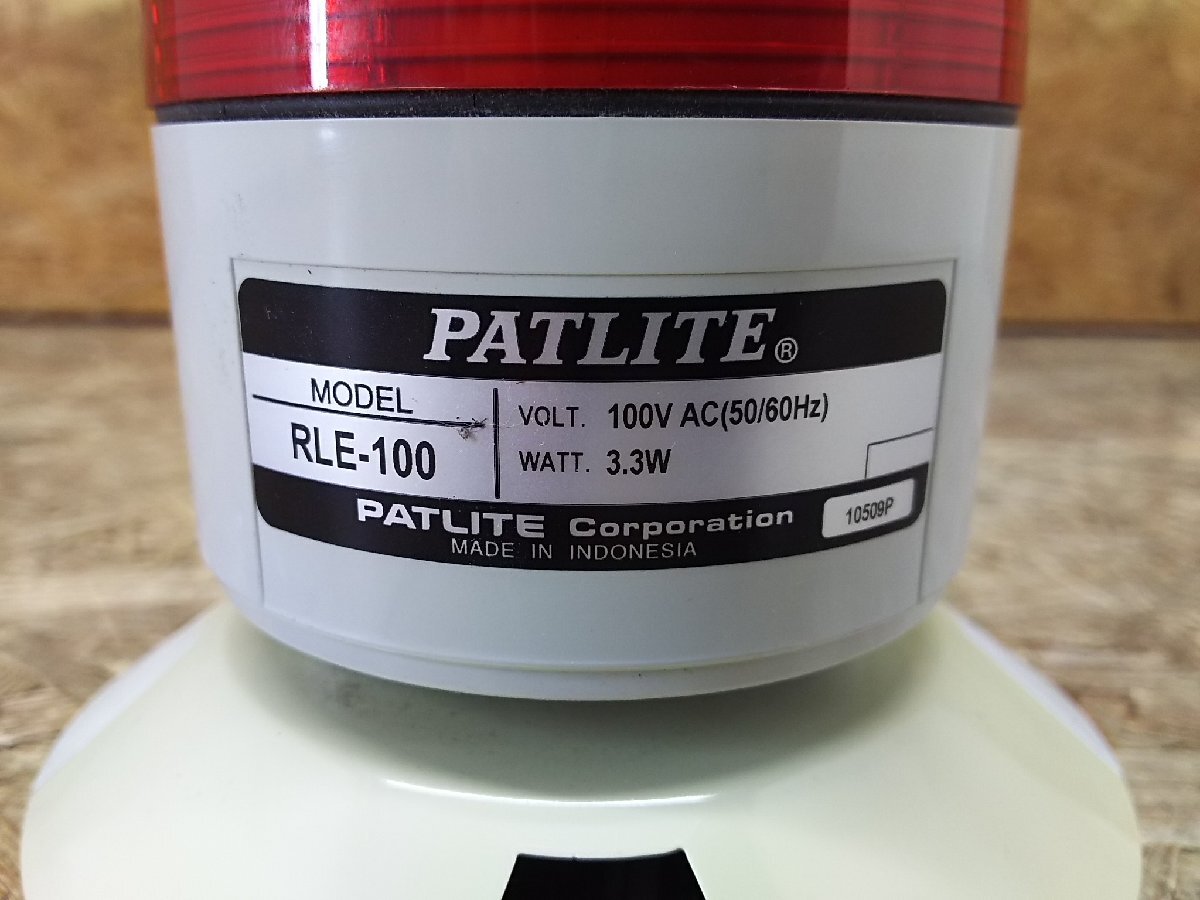 PATLITE®
MODEL
RLE-100
VOLT. 100V AC(50/60Hz)
WATT. 3.3W
PATLITE Corporation
MADE IN INDONESIA
10509P